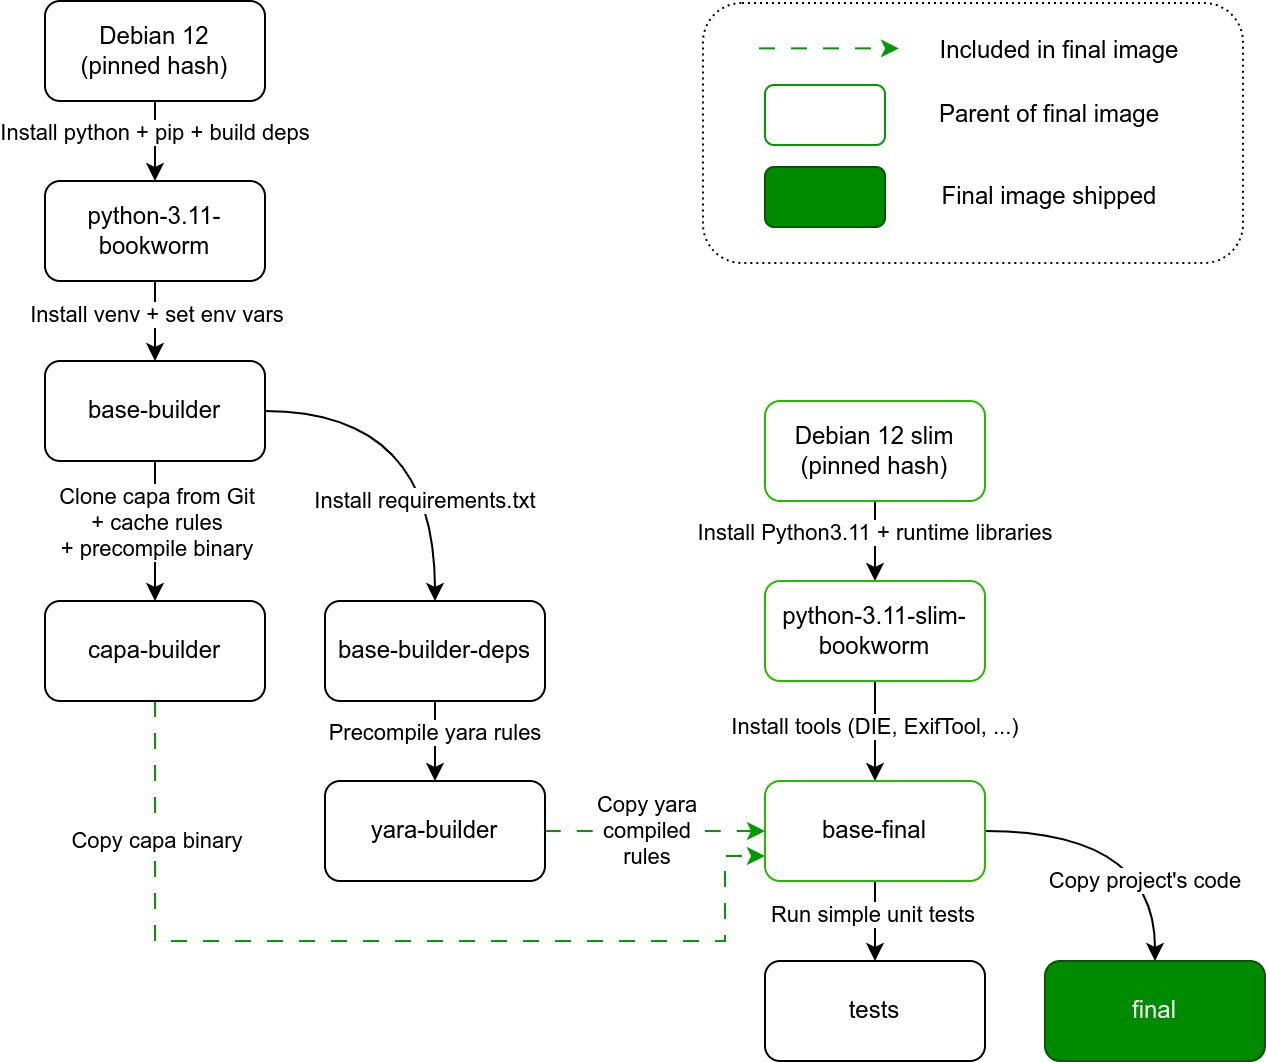 Debian 12
(pinned hash)
Install python + pip + build deps
python-3.11-
bookworm
Install venv + set env vars
base-builder
Clone capa from Git
+ cache rules
+ precompile binary
Install requirements.txt
capa-builder
base-builder-deps
Precompile yara rules
yara-builder
Copy capa binary
Copy yara
compiled
rules
Included in final image
Parent of final image
Final image shipped
Debian 12 slim
(pinned hash)
Install Python3.11 + runtime libraries
python-3.11-slim-
bookworm
Install tools (DIE, ExifTool, ...)
base-final
Copy project's code
Run simple unit tests
tests
final